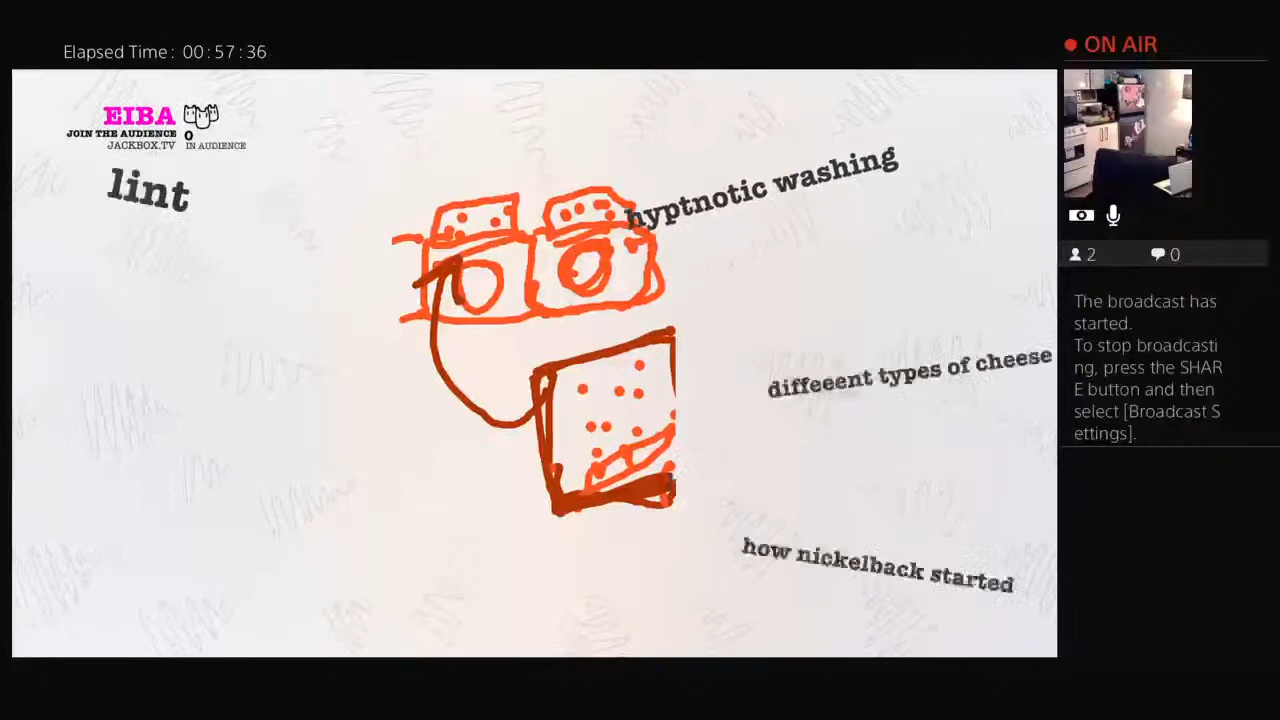 Elapsed Time: 00:57:36
ON AIR
EIBA
JOIN THE AUDIENCE
JACKBOX.TV
0
IN AUDIENCE
lint
hyptnotic washing
diffeeent types of cheese
how nickelback started
2
0
The broadcast has
started.
To stop broadcasti
ng, press the SHAR
E button and then
select [Broadcast S
ettings].